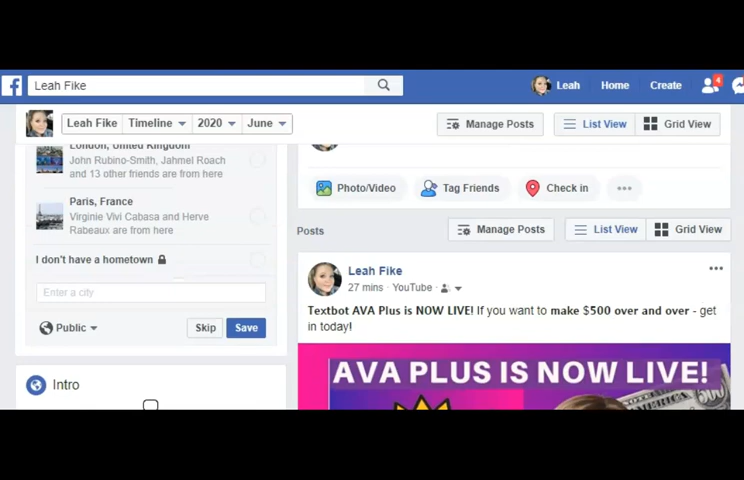 Leah Fike
Leah
Home
Create
4
Leah Fike
Timeline
2020
June
Manage Posts
List View
Grid View
London, United Kingdom
John Rubino-Smith, Jahmel Roach
and 13 other friends are from here
Paris, France
Virginie Vivi Cabasa and Herve
Rabeaux are from here
I don't have a hometown
Enter a city
Public
Skip
Save
Intro
Photo/Video
Tag Friends
Check in
Posts
Manage Posts
List View
Grid View
Leah Fike
27 mins · YouTube ·
Textbot AVA Plus is NOW LIVE! If you want to make $500 over and over - get
in today!
AVA PLUS IS NOW LIVE!